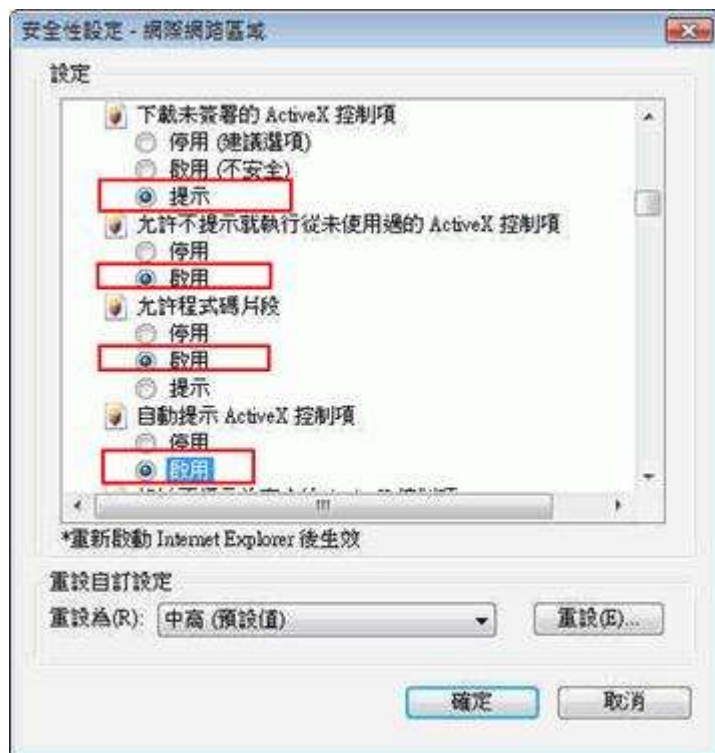 安全性設定 - 網際網路區域
設定
下載未簽署的 ActiveX 控制項
停用 (建議選項)
啟用 (不安全)
提示
允許不提示就執行從未使用過的 ActiveX 控制項
停用
啟用
允許程式碼片段
停用
啟用
提示
自動提示 ActiveX 控制項
停用
啟用
*重新啟動 Internet Explorer 後生效
重設自訂設定
重設為(R): 中高 (預設值) 重設(E)...
確定 取消